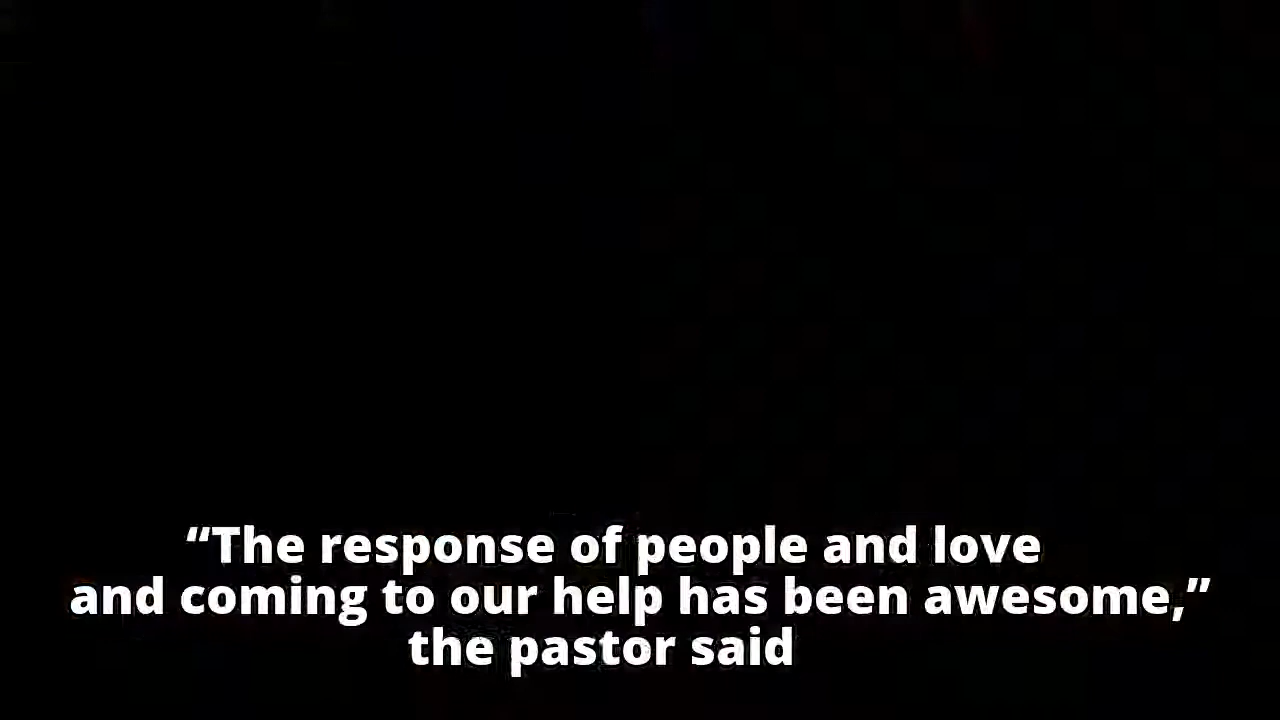 “The response of people and love
and coming to our help has been awesome,”
the pastor said